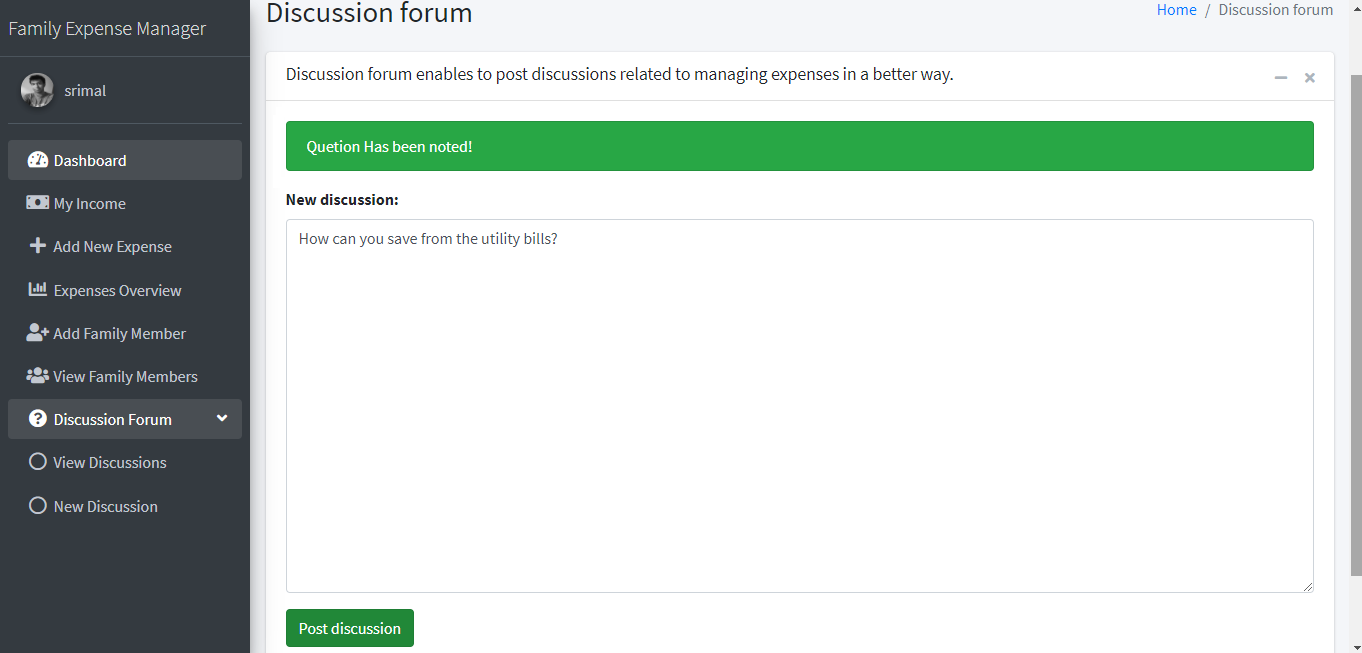 Family Expense Manager
srimal
Dashboard
My Income
Add New Expense
Expenses Overview
Add Family Member
View Family Members
Discussion Forum
View Discussions
New Discussion
Discussion forum
Home / Discussion forum
Discussion forum enables to post discussions related to managing expenses in a better way.
Quetion Has been noted!
New discussion:
How can you save from the utility bills?
Post discussion